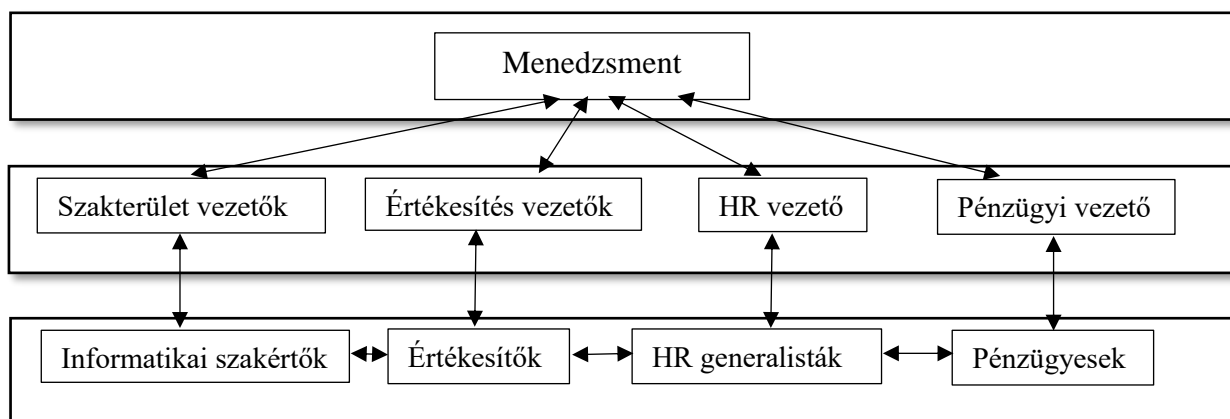 Menedzsment
Szakterület vezetők
Értékesítés vezetők
HR vezető
Pénzügyi vezető
Informatikai szakértők
Értékesítők
HR generalisták
Pénzügyesek